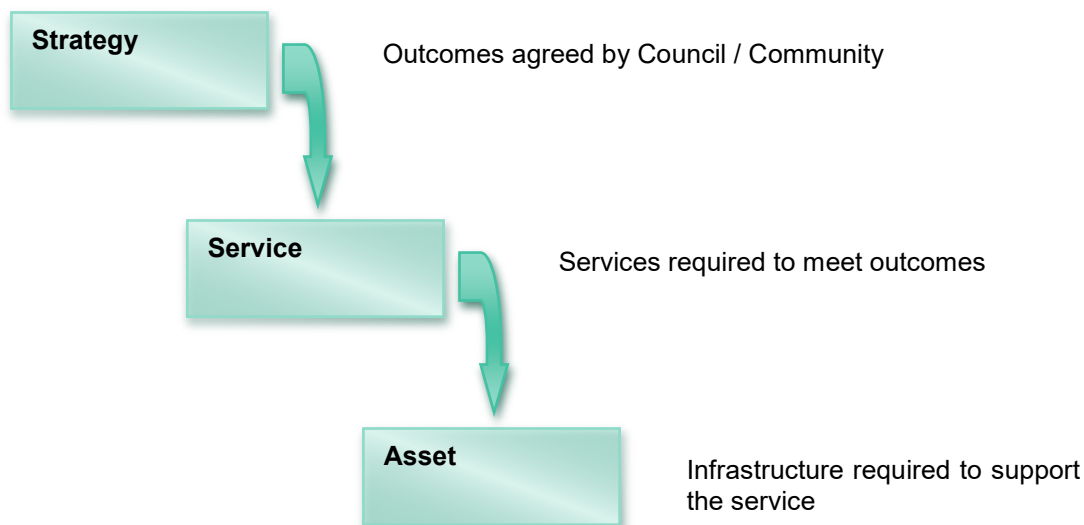 Strategy
Outcomes agreed by Council / Community
Service
Services required to meet outcomes
Asset
Infrastructure required to support
the service